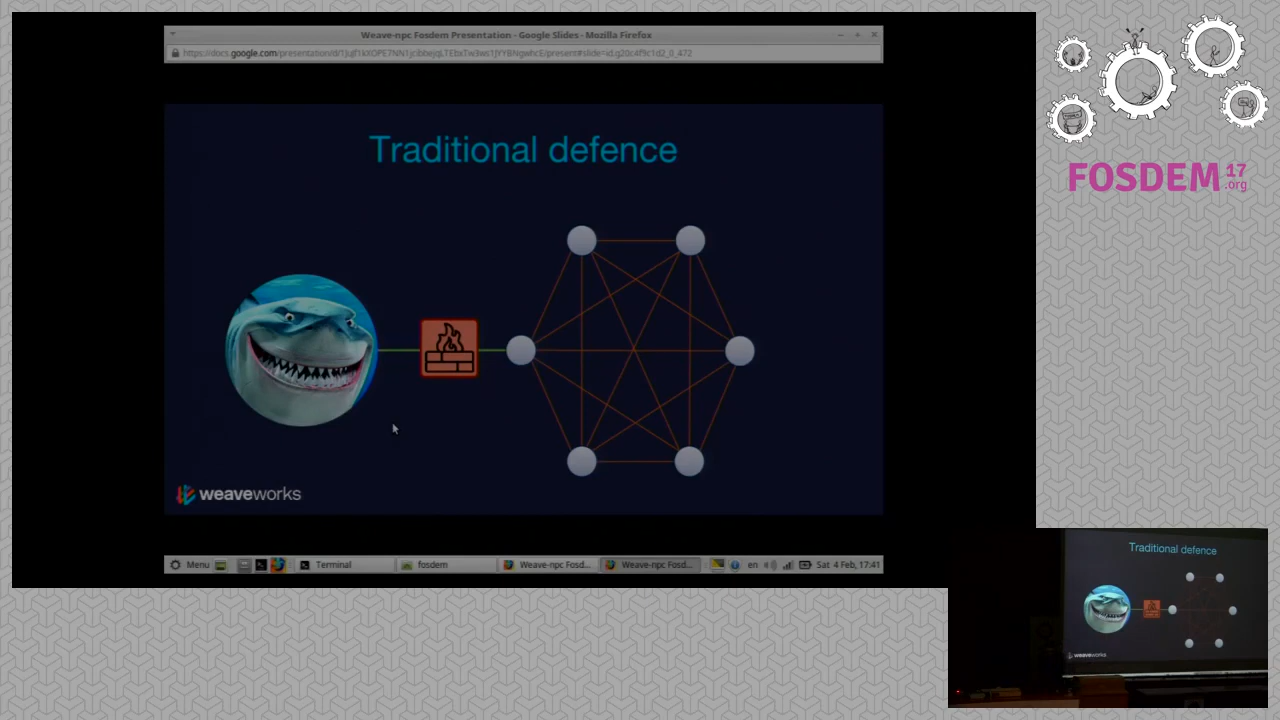 Weave-npc Fosdem Presentation - Google Slides - Mozilla Firefox
Traditional defence
weaveworks
Menu
Terminal
fosdem
Weave-npc Fosd...
Weave-npc Fosd...
en
Sat 4 Feb, 17:41
FOSDEM 17 .org
Traditional defence
weaveworks